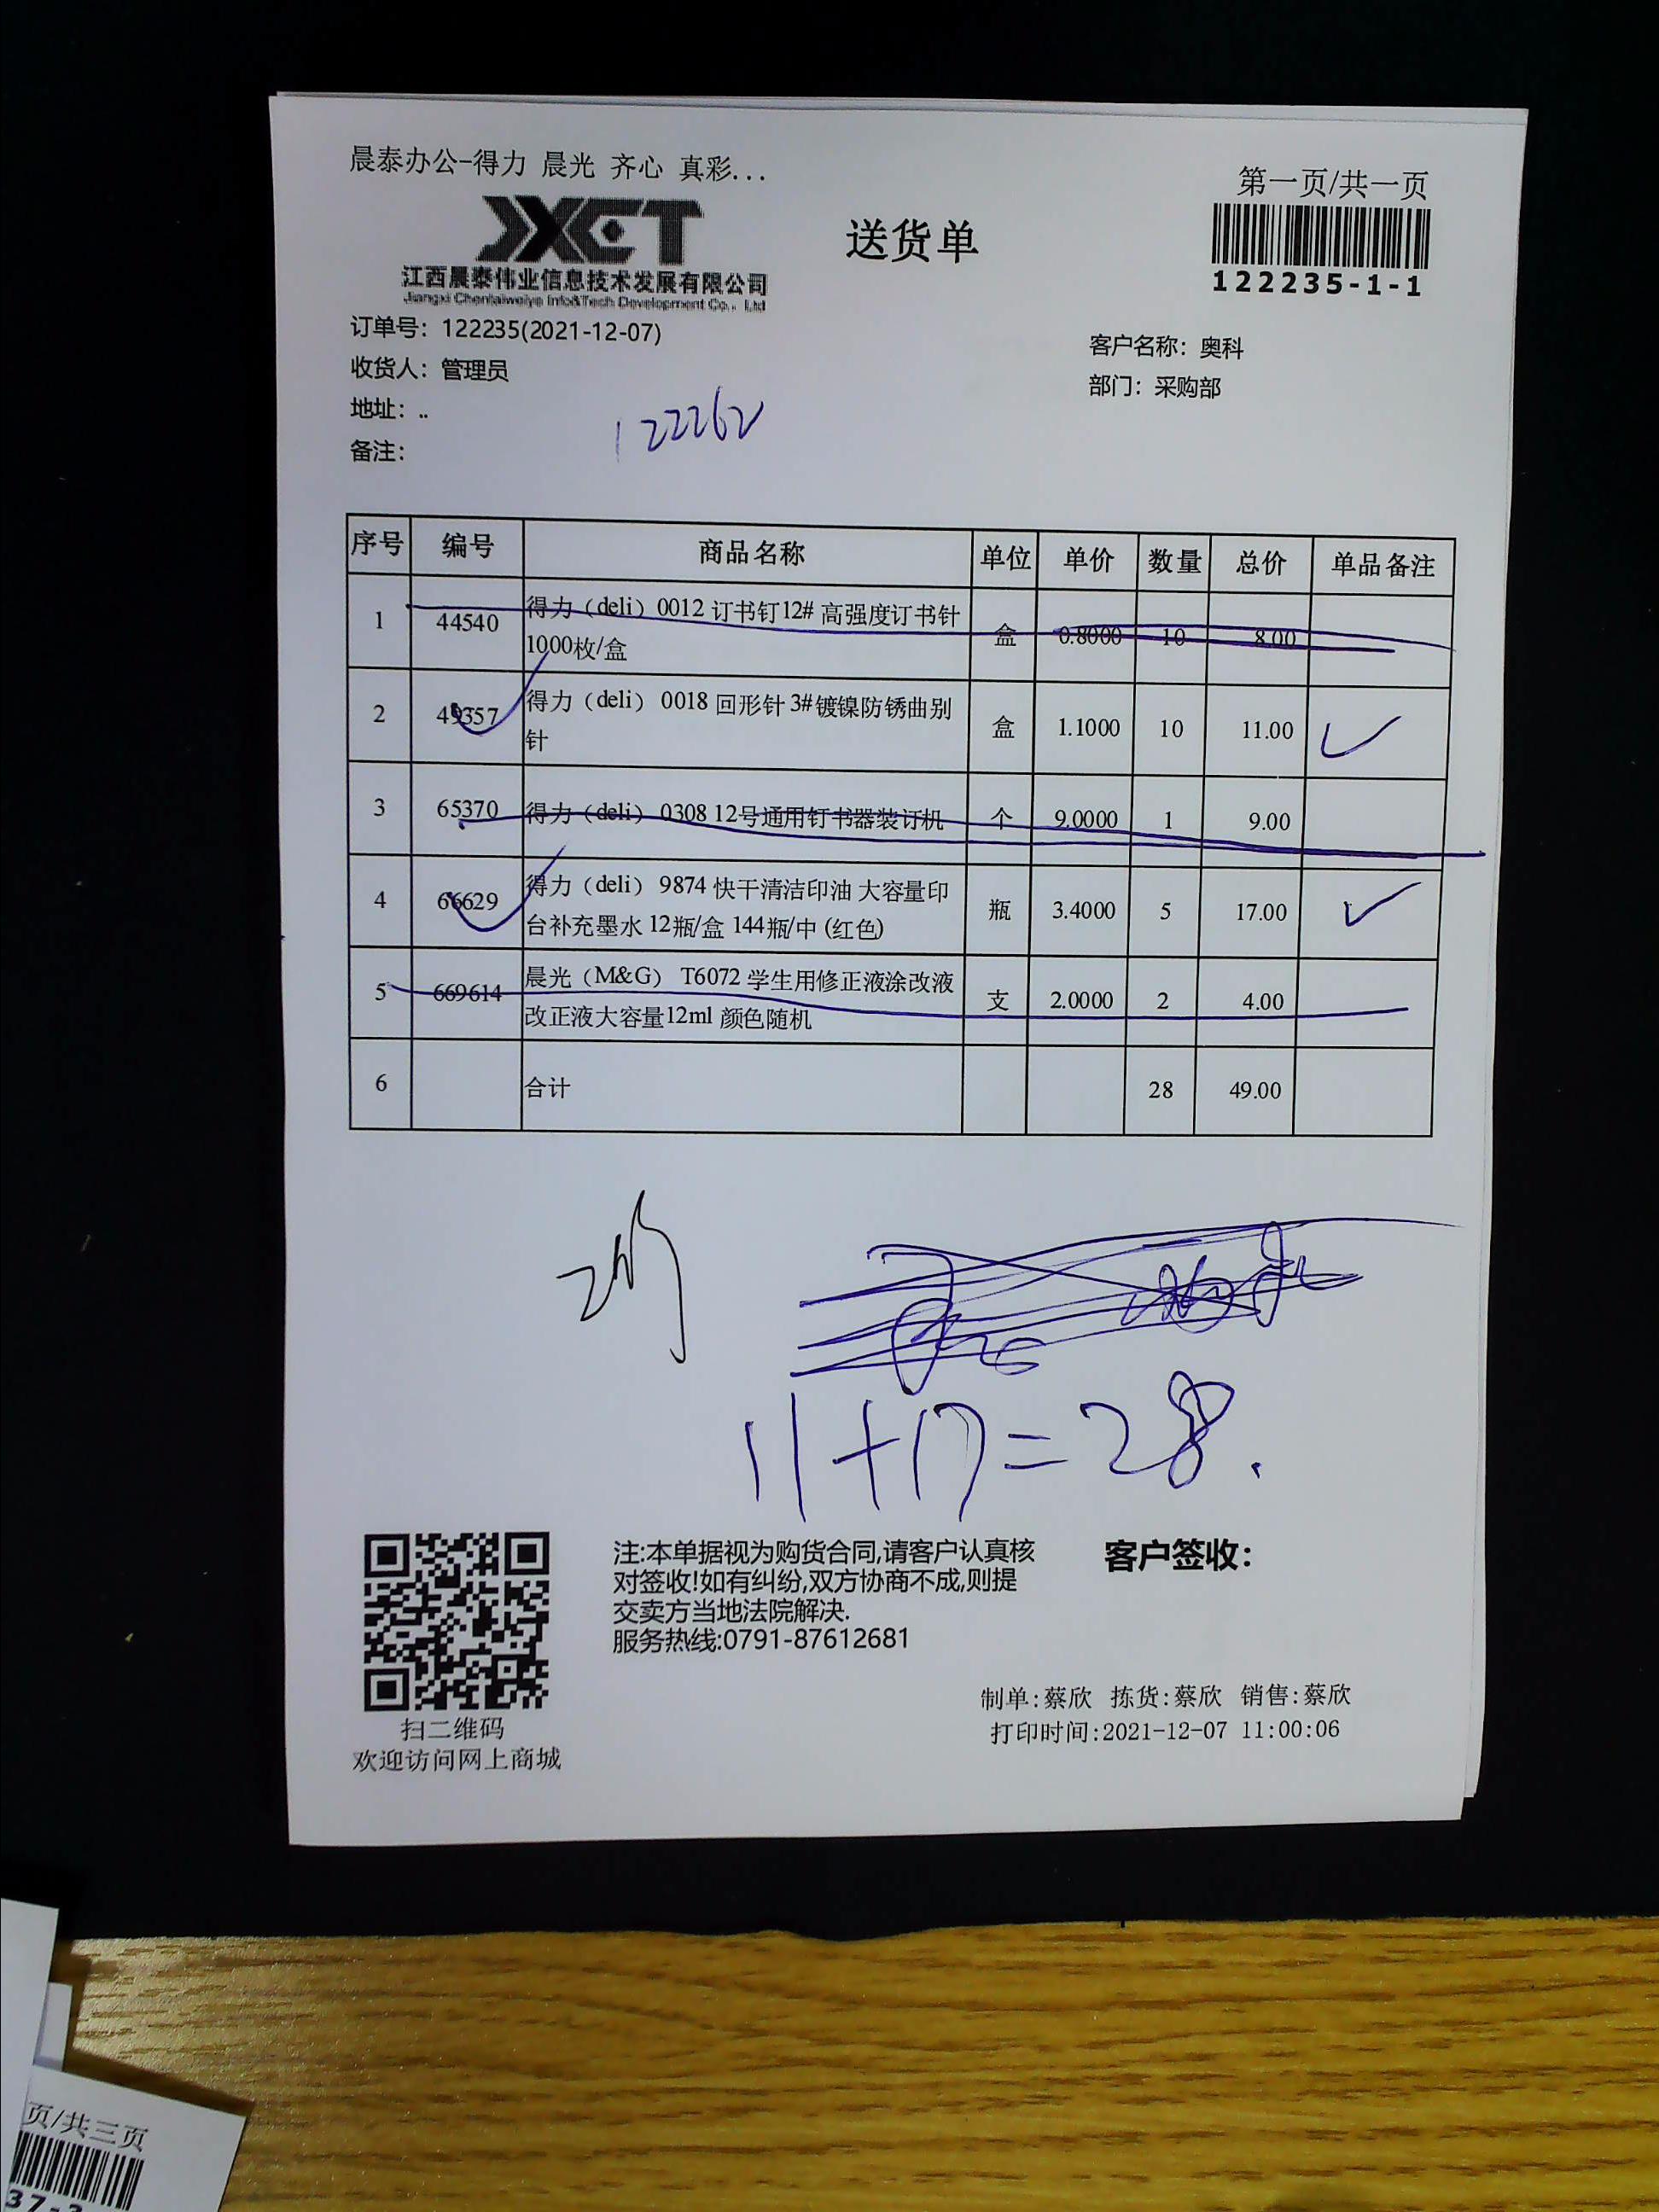 晨泰办公-得力 晨光 齐心 真彩...
第一页/共一页
JXCT
送货单
122235-1-1
江西晨泰伟业信息技术发展有限公司
Jiangxi Chentaiweiye Info&Tech Development Co., Ltd
订单号：122235(2021-12-07)
客户名称：奥科
收货人：管理员
部门：采购部
地址：..
122262
备注：
序号 编号 商品名称 单位 单价 数量 总价 单品备注
1 44540 得力（deli）0012 订书钉12# 高强度订书针 1000枚/盒 盒 0.8000 10 8.00
2 49357 得力（deli） 0018 回形针 3#镀镍防锈曲别针 盒 1.1000 10 11.00
3 65370 得力（deli） 0308 12号通用钉书器装订机 个 9.0000 1 9.00
4 66629 得力（deli） 9874 快干清洁印油 大容量印台补充墨水 12瓶/盒 144瓶/中 (红色) 瓶 3.4000 5 17.00
5 669614 晨光（M&G） T6072 学生用修正液涂改液改正液大容量12ml 颜色随机 支 2.0000 2 4.00
6 合计 28 49.00
11+17=28.
注:本单据视为购货合同,请客户认真核
对签收!如有纠纷,双方协商不成,则提
交卖方当地法院解决.
服务热线:0791-87612681
客户签收：
制单:蔡欣 拣货:蔡欣 销售:蔡欣
打印时间:2021-12-07 11:00:06
扫二维码
欢迎访问网上商城
页/共三页